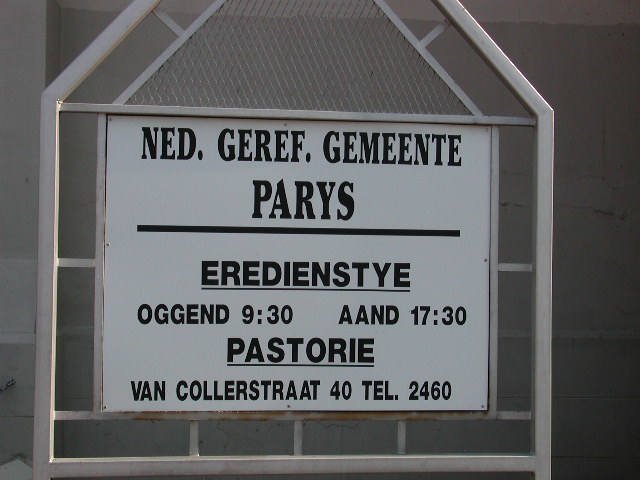 NED. GEREF. GEMEENTE
PARYS
EREDIENSTYE
OGGEND 9:30 AAND 17:30
PASTORIE
VAN COLLERSTRAAT 40 TEL. 2460